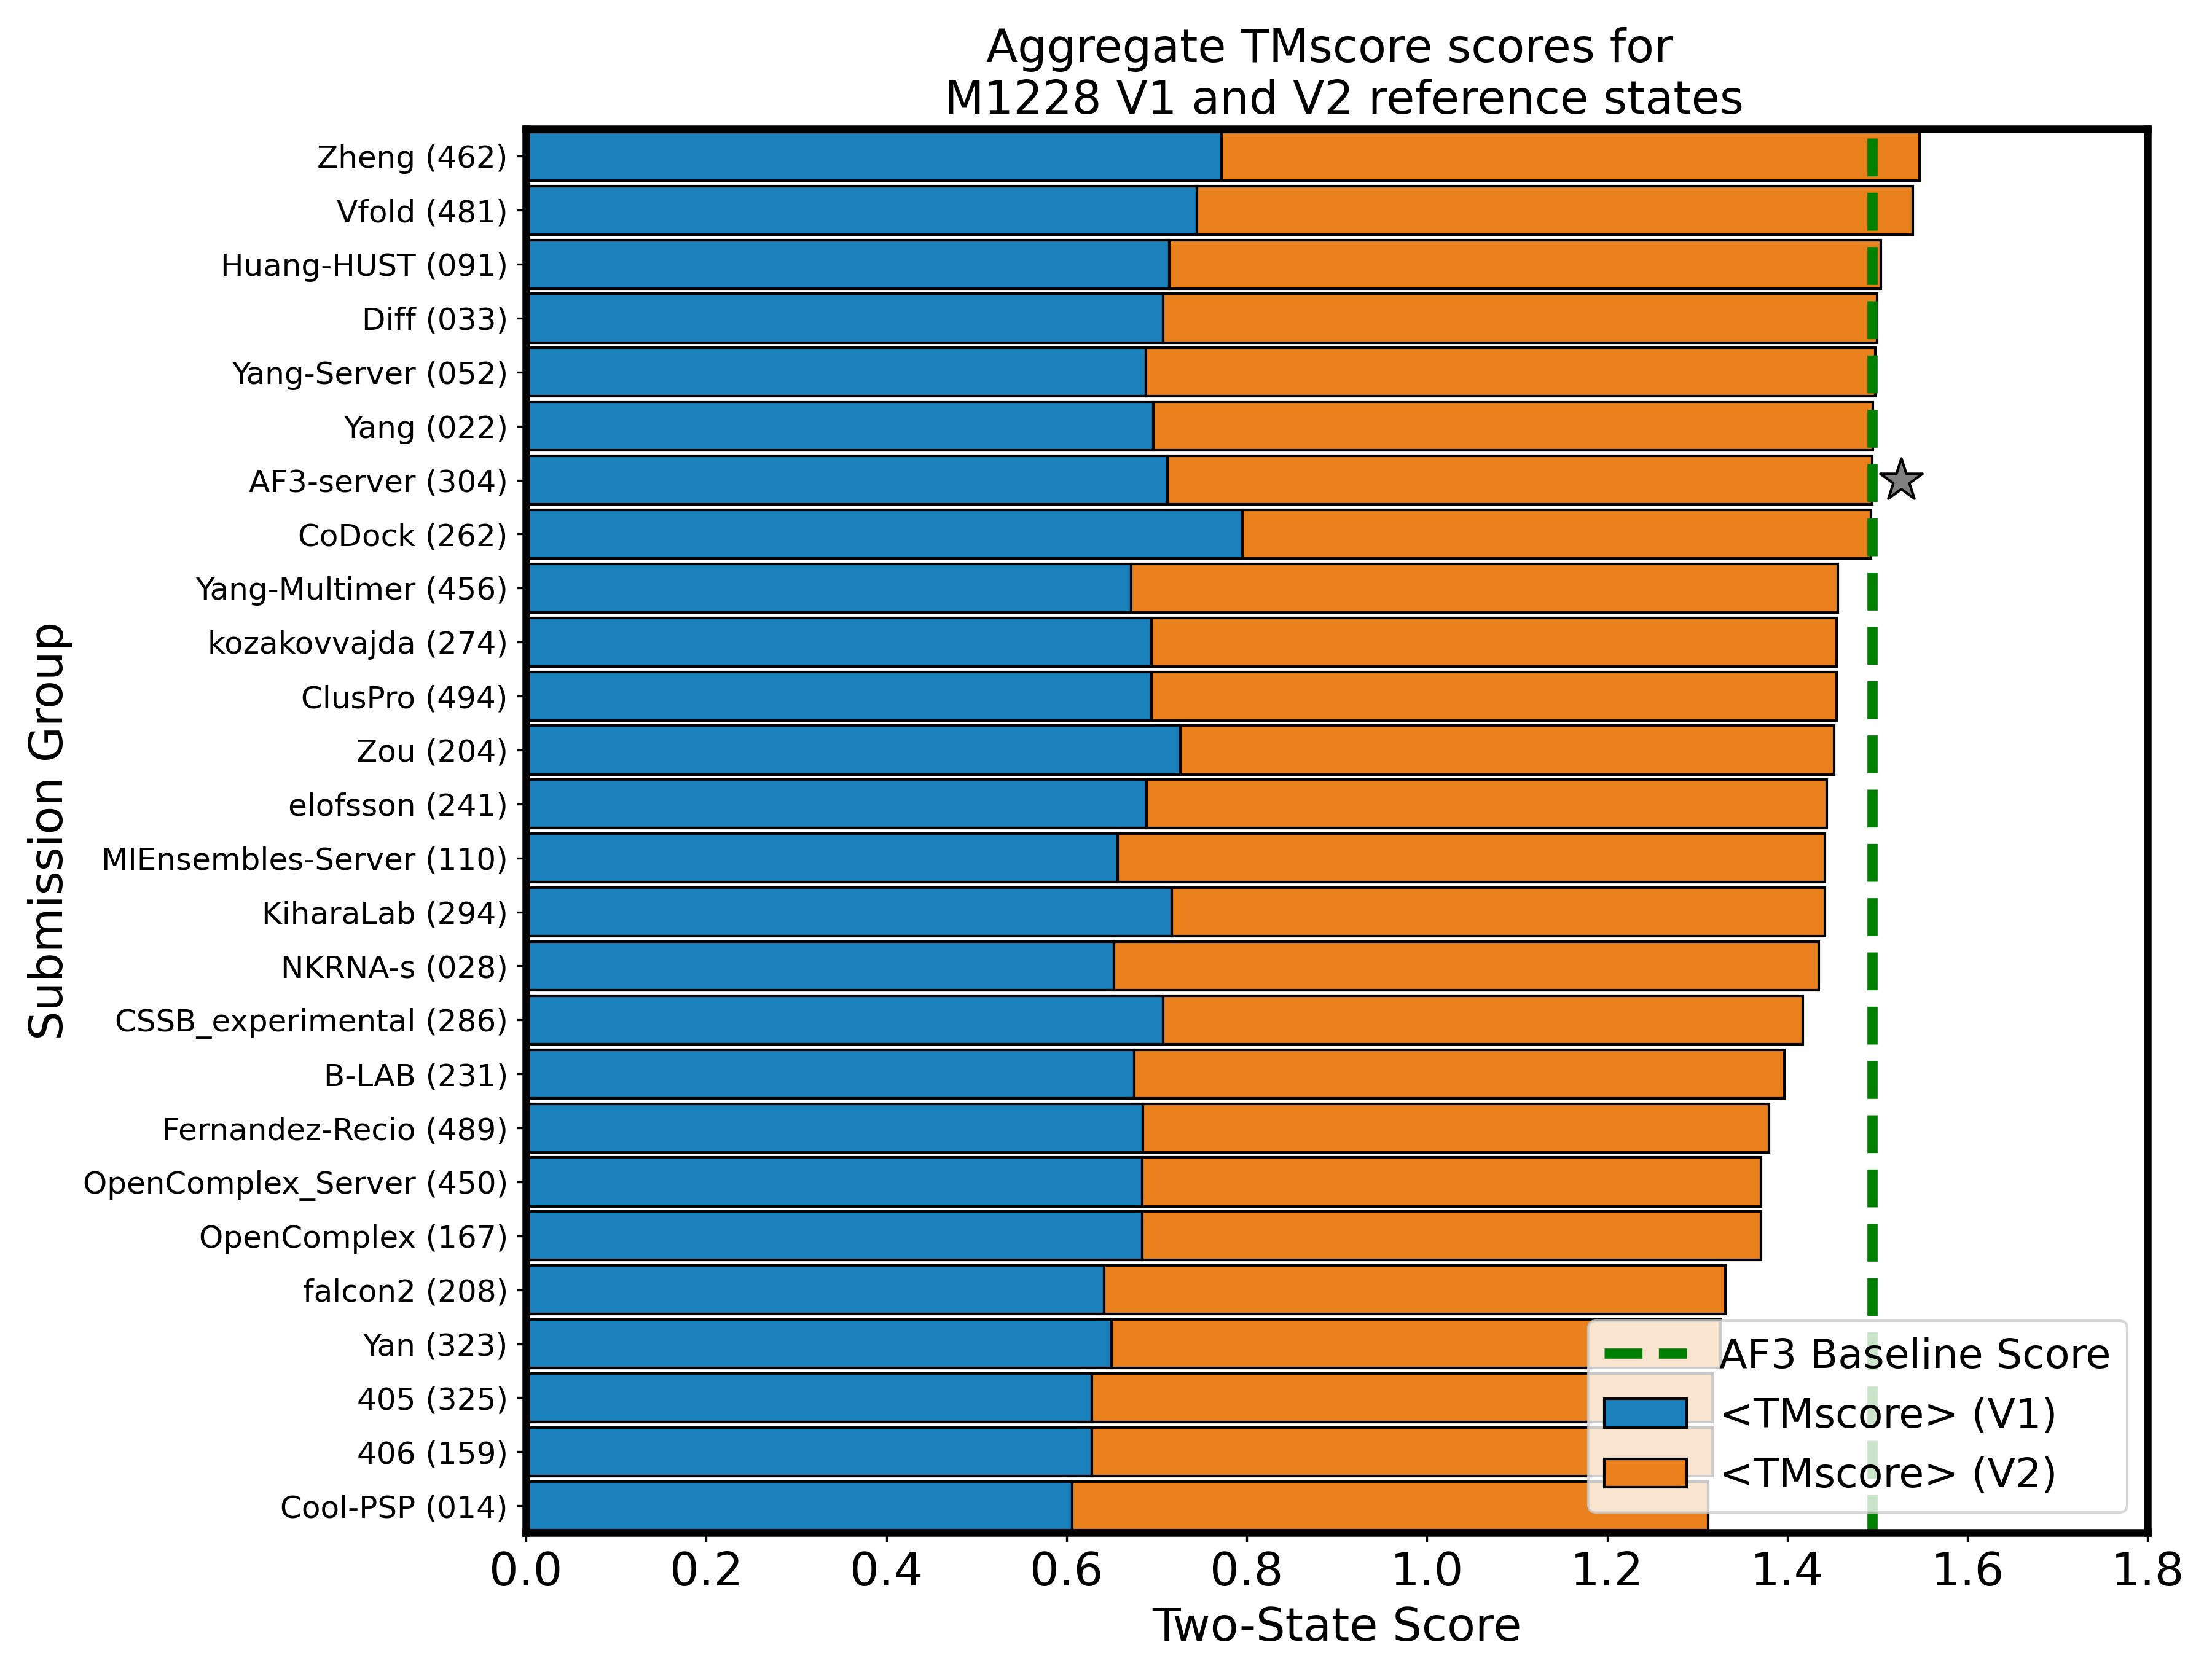 Aggregate TMscore scores for
M1228 V1 and V2 reference states
Submission Group
Zheng (462)
Vfold (481)
Huang-HUST (091)
Diff (033)
Yang-Server (052)
Yang (022)
AF3-server (304)
CoDock (262)
Yang-Multimer (456)
kozakovvajda (274)
ClusPro (494)
Zou (204)
elofsson (241)
MIEnsembles-Server (110)
KiharaLab (294)
NKRNA-s (028)
CSSB_experimental (286)
B-LAB (231)
Fernandez-Recio (489)
OpenComplex_Server (450)
OpenComplex (167)
falcon2 (208)
Yan (323)
405 (325)
406 (159)
Cool-PSP (014)
AF3 Baseline Score
<TMscore> (V1)
<TMscore> (V2)
0.0 0.2 0.4 0.6 0.8 1.0 1.2 1.4 1.6 1.8
Two-State Score